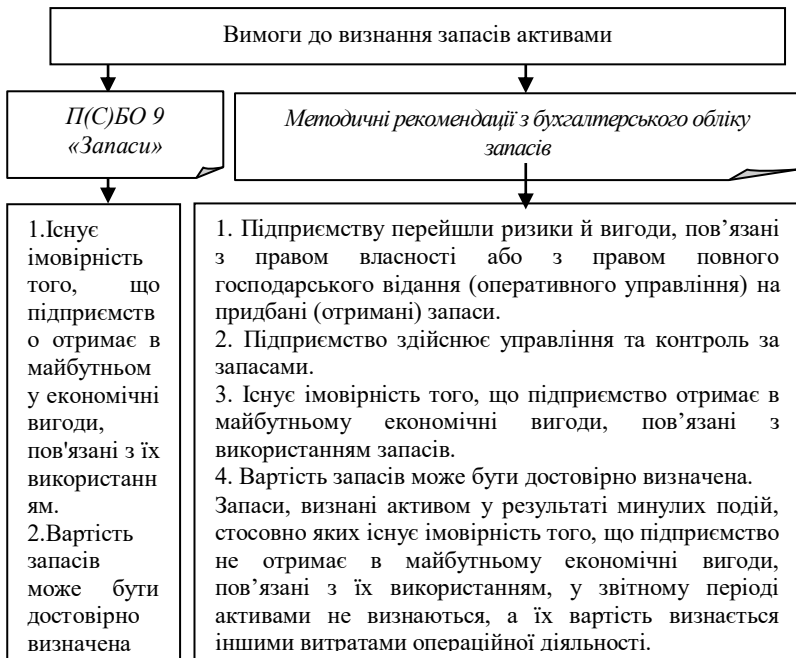 Вимоги до визнання запасів активами
П(С)БО 9
«Запаси»
Методичні рекомендації з бухгалтерського обліку
запасів
1.Існує
імовірність
того, що
підприємств
о отримає в
майбутньом
у економічні
вигоди,
пов'язані з їх
використанн
ям.
2.Вартість
запасів
може бути
достовірно
визначена
1. Підприємству перейшли ризики й вигоди, пов’язані
з правом власності або з правом повного
господарського відання (оперативного управління) на
придбані (отримані) запаси.
2. Підприємство здійснює управління та контроль за
запасами.
3. Існує імовірність того, що підприємство отримає в
майбутньому економічні вигоди, пов’язані з
використанням запасів.
4. Вартість запасів може бути достовірно визначена.
Запаси, визнані активом у результаті минулих подій,
стосовно яких існує імовірність того, що підприємство
не отримає в майбутньому економічні вигоди,
пов’язані з їх використанням, у звітному періоді
активами не визнаються, а їх вартість визнається
іншими витратами операційної діяльності.